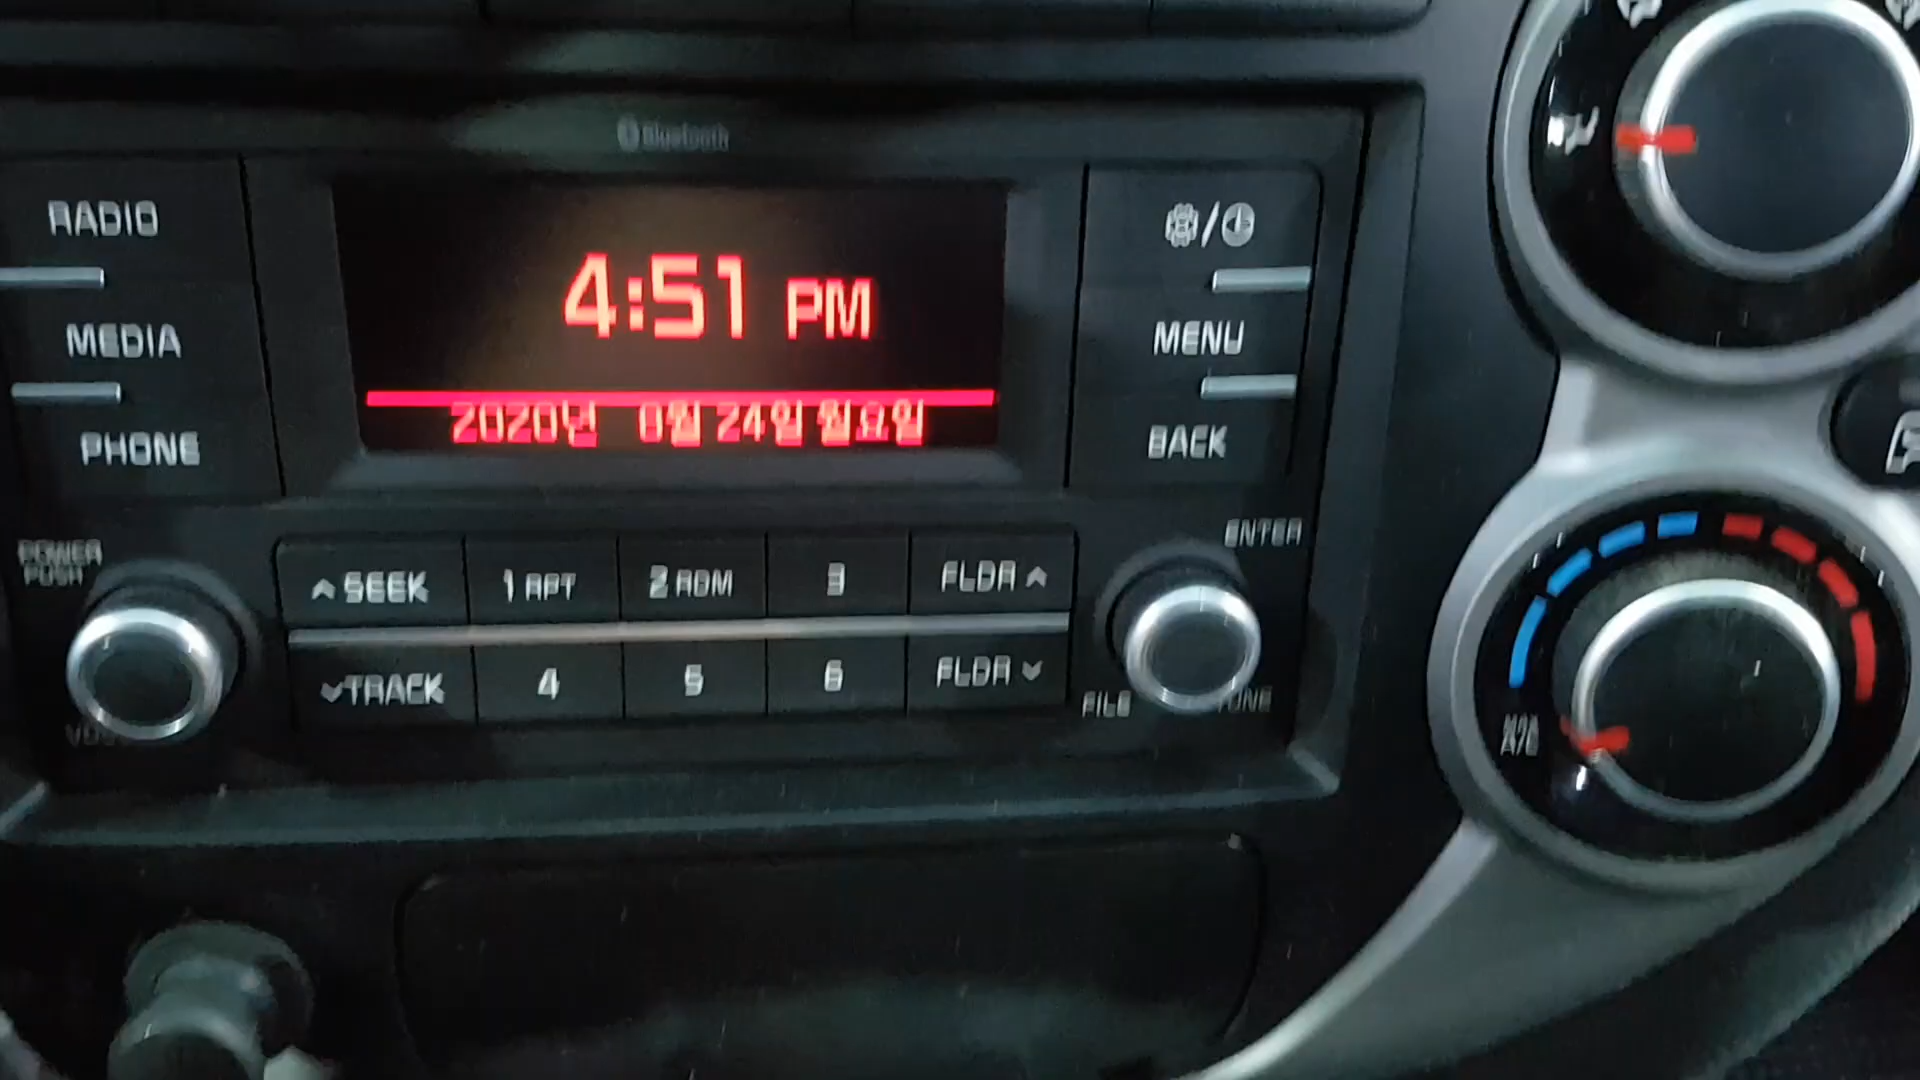 Bluetooth
RADIO
MEDIA
PHONE
4:51 PM
2020년 8월 24일 월요일
MENU
BACK
POWER
PUSH
SEEK
1 RPT
2 RDM
3
FLDR
ENTER
TRACK
4
5
6
FLDR
FILE
TUNE
MAX
A/C